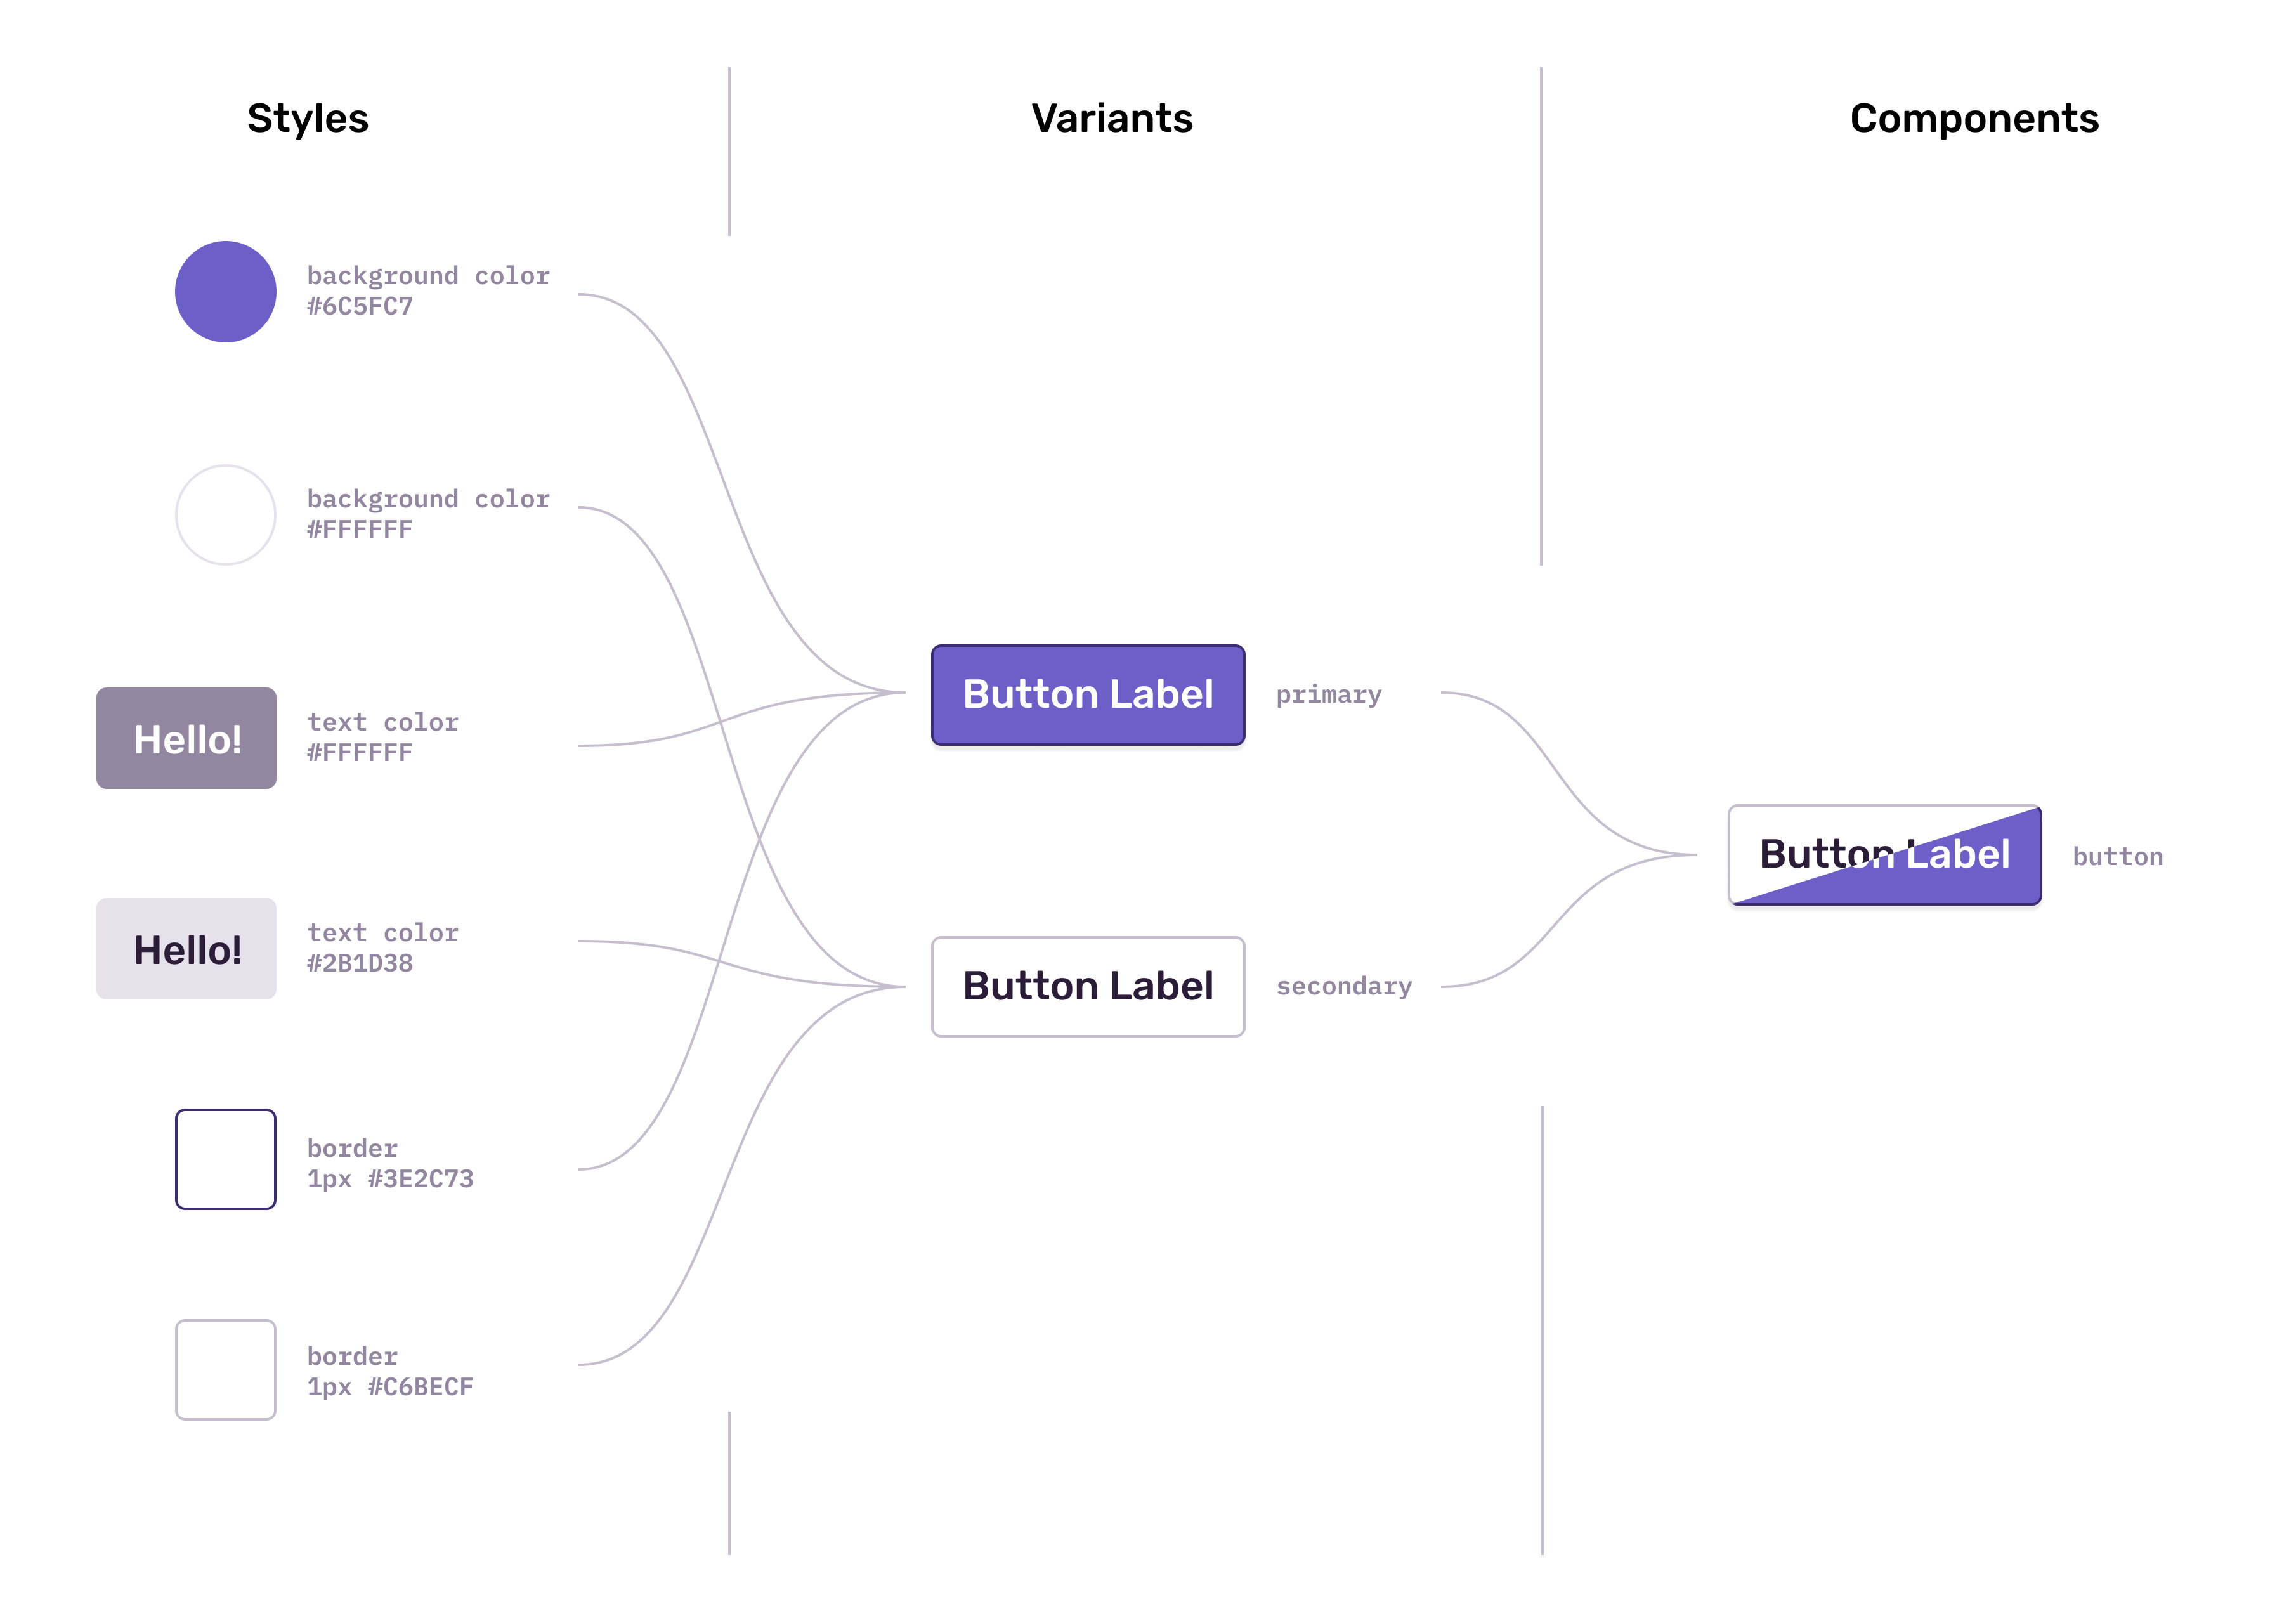 Styles
Variants
Components
background color
#6C5FC7
background color
#FFFFFF
Hello!
text color
#FFFFFF
Hello!
text color
#2B1D38
border
1px #3E2C73
border
1px #C6BECF
Button Label
primary
Button Label
secondary
Button Label
button